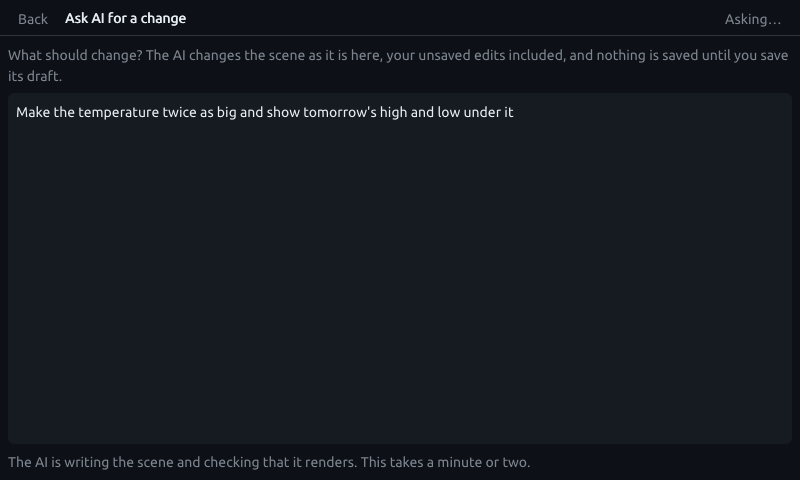 Back Ask AI for a change Asking...
What should change? The AI changes the scene as it is here, your unsaved edits included, and nothing is saved until you save
its draft.
Make the temperature twice as big and show tomorrow's high and low under it
The AI is writing the scene and checking that it renders. This takes a minute or two.